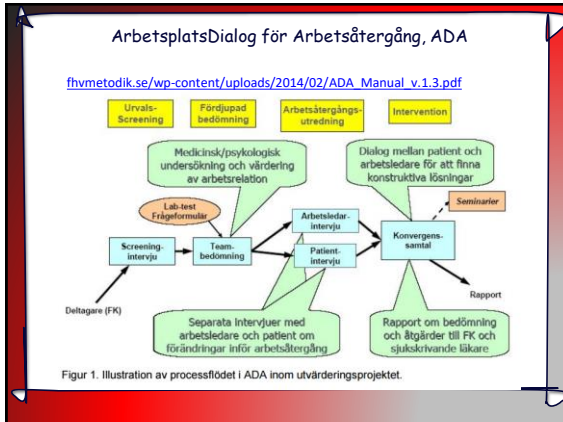 ArbetsplatsDialog för Arbetsåtergång, ADA
fhvmetodik.se/wp-content/uploads/2014/02/ADA_Manual_v.1.3.pdf
Urvals-
Screening
Fördjupad
bedömning
Arbetsåtergångs-
utredning
Intervention
Medicinsk/psykologisk
undersökning och värdering
av arbetsrelation
Dialog mellan patient och
arbetsledare för att finna
konstruktiva lösningar
Lab-test
Frågeformulär
Seminarier
Screening-
intervju
Team-
bedömning
Arbetsledar-
intervju
Patient-
intervju
Konvergens-
samtal
Deltagare (FK)
Rapport
Separata intervjuer med
arbetsledare och patient om
förändringar inför arbetsåtergång
Rapport om bedömning
och åtgärder till FK och
sjukskrivande läkare
Figur 1. Illustration av processflödet i ADA inom utvärderingsprojektet.